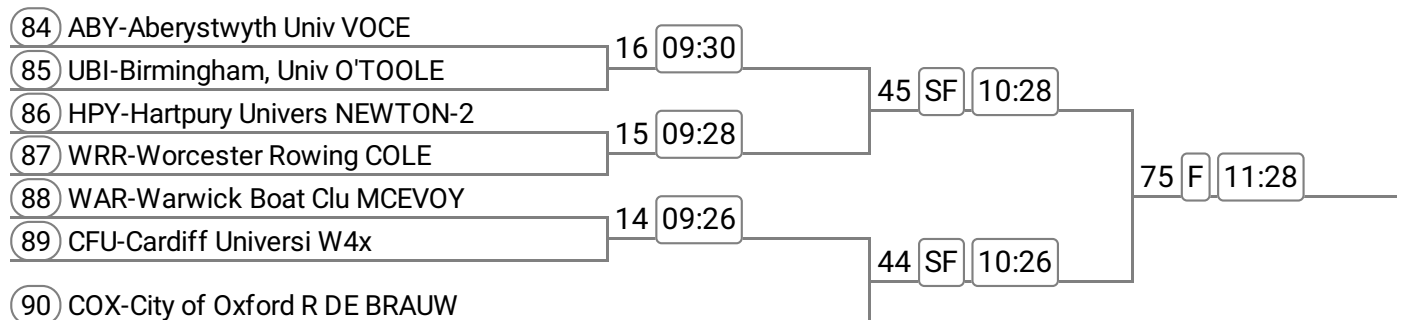 84 ABY-Aberystwyth Univ VOCE
16 09:30
85 UBI-Birmingham, Univ O'TOOLE
45 SF 10:28
86 HPY-Hartpury Univers NEWTON-2
15 09:28
87 WRR-Worcester Rowing COLE
75 F 11:28
88 WAR-Warwick Boat Clu MCEVOY
14 09:26
89 CFU-Cardiff Universi W4x
44 SF 10:26
90 COX-City of Oxford R DE BRAUW